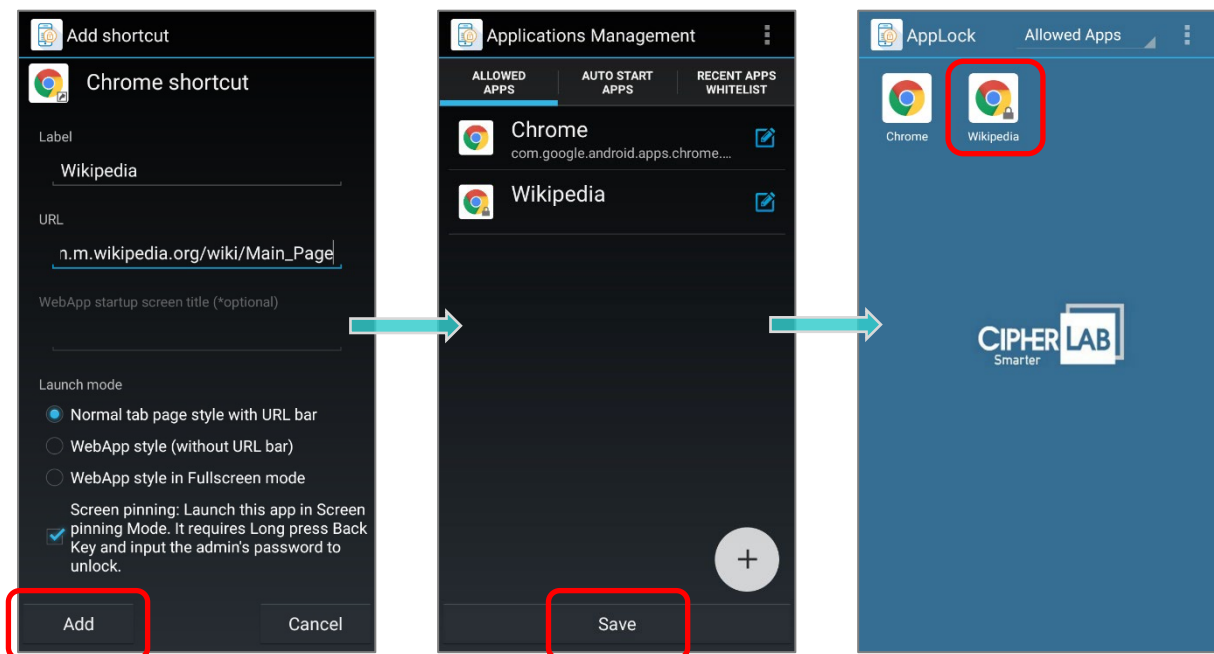 Add shortcut
Chrome shortcut
Label
Wikipedia
URL
n.m.wikipedia.org/wiki/Main_Page
WebApp startup screen title (*optional)
Launch mode
Normal tab page style with URL bar
WebApp style (without URL bar)
WebApp style in Fullscreen mode
Screen pinning: Launch this app in Screen
pinning Mode. It requires Long press Back
Key and input the admin's password to
unlock.
Add
Cancel
Applications Management
ALLOWED
APPS
AUTO START
APPS
RECENT APPS
WHITELIST
Chrome
com.google.android.apps.chrome....
Wikipedia
+
Save
AppLock
Allowed Apps
Chrome
Wikipedia
CIPHERLAB
Smarter